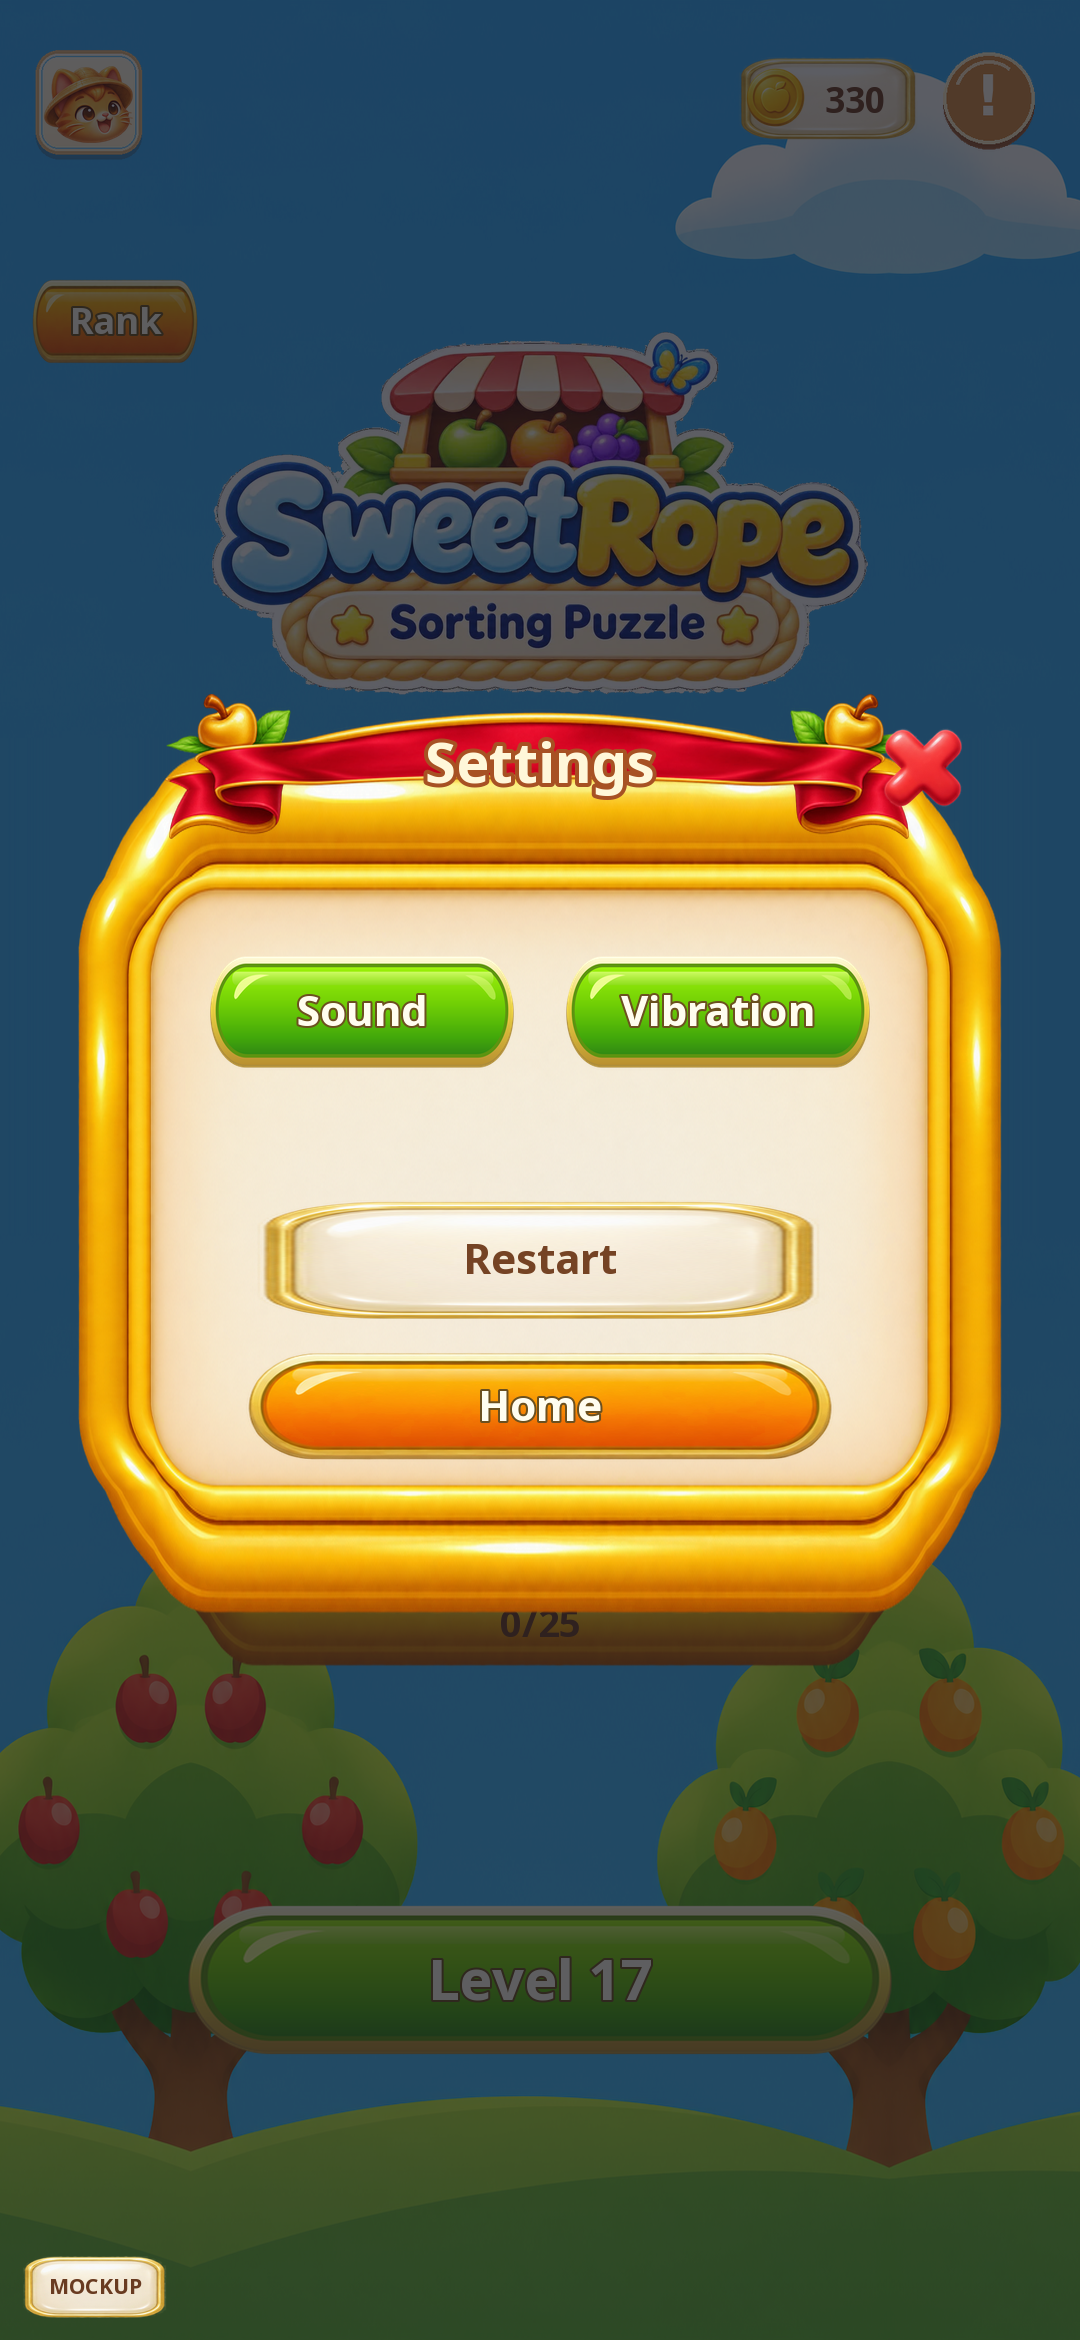 330
!
Rank
SweetRope
Sorting Puzzle
Settings
Sound
Vibration
Restart
Home
0/25
Level 17
MOCKUP